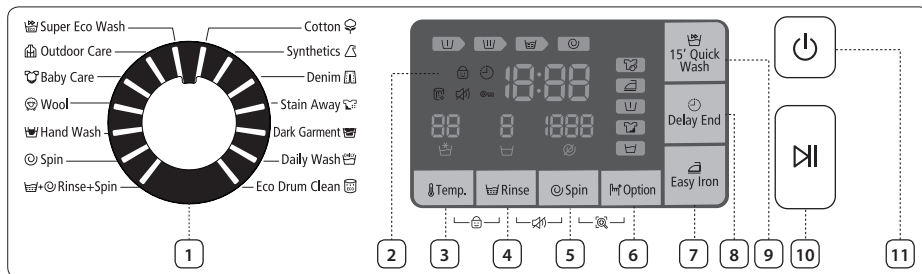 Super Eco Wash
Outdoor Care
Baby Care
Wool
Hand Wash
Spin
+ Rinse+Spin
Cotton
Synthetics
Denim
Stain Away
Dark Garment
Daily Wash
Eco Drum Clean
18:88
88 8 1888
Temp.
Rinse
Spin
Option
15' Quick
Wash
Delay End
Easy Iron
1
2
3
4
5
6
7
8
9
10
11